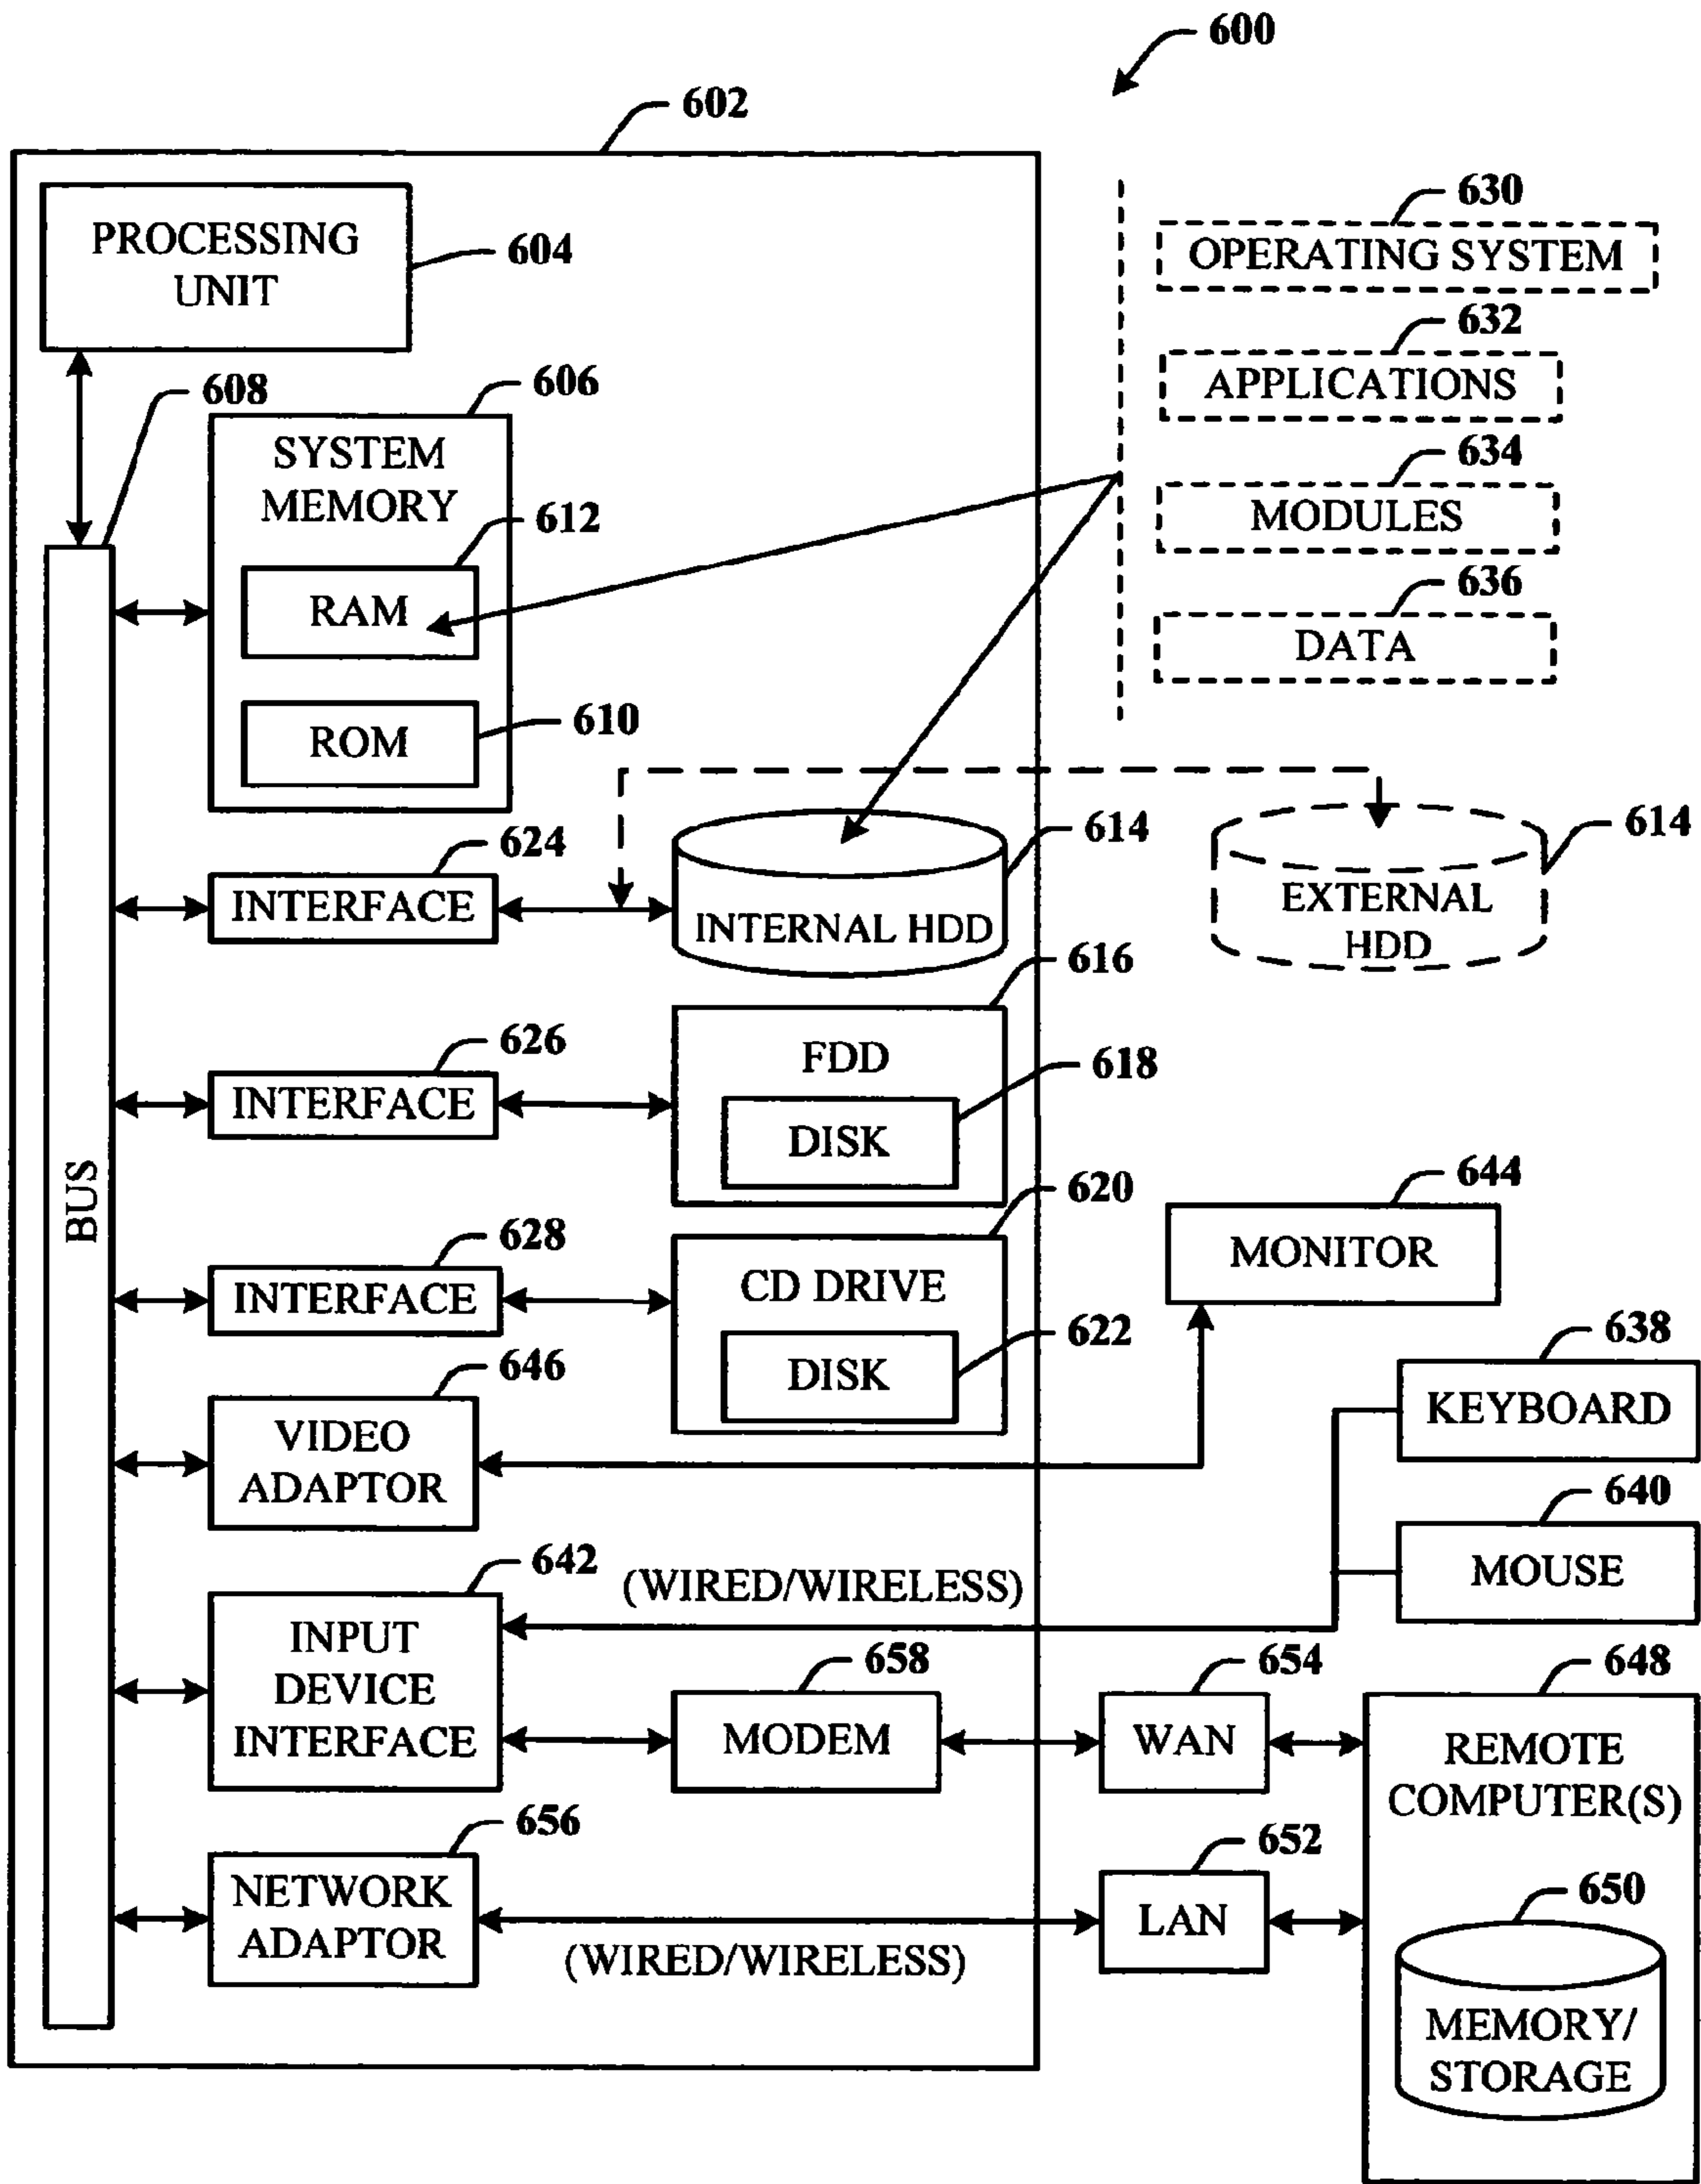 600
602
PROCESSING
UNIT
604
630
OPERATING SYSTEM
632
APPLICATIONS
634
MODULES
636
DATA
608
606
SYSTEM
MEMORY
612
RAM
610
ROM
624
INTERFACE
614
INTERNAL HDD
614
EXTERNAL
HDD
616
FDD
626
INTERFACE
618
DISK
BUS
620
CD DRIVE
628
INTERFACE
622
DISK
644
MONITOR
646
VIDEO
ADAPTOR
638
KEYBOARD
640
MOUSE
642
(WIRED/WIRELESS)
INPUT
DEVICE
INTERFACE
658
MODEM
654
WAN
648
REMOTE
COMPUTER(S)
656
NETWORK
ADAPTOR
(WIRED/WIRELESS)
652
LAN
650
MEMORY/
STORAGE